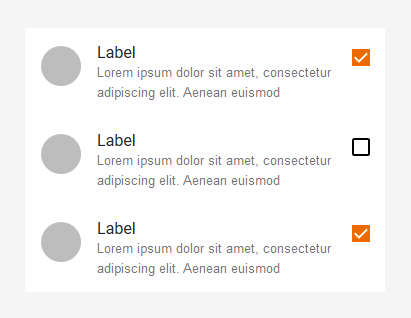 Label
Lorem ipsum dolor sit amet, consectetur
adipiscing elit. Aenean euismod
Label
Lorem ipsum dolor sit amet, consectetur
adipiscing elit. Aenean euismod
Label
Lorem ipsum dolor sit amet, consectetur
adipiscing elit. Aenean euismod